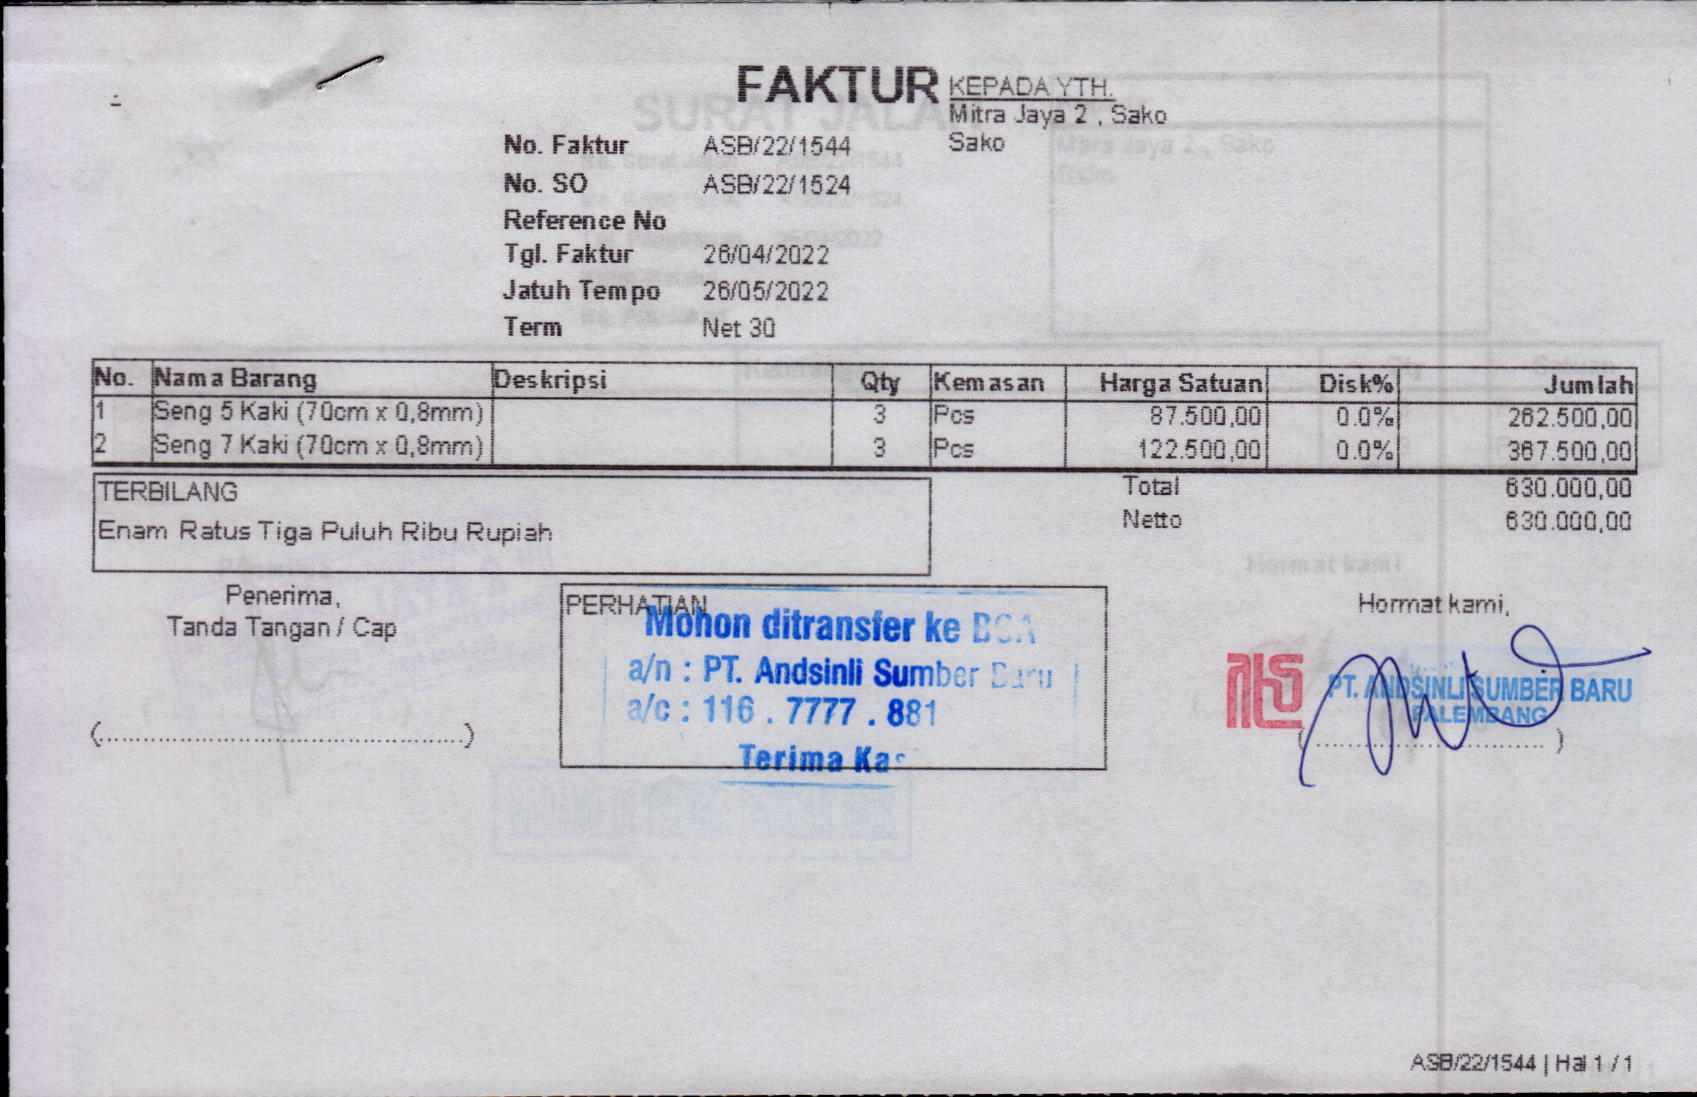 FAKTUR
KEPADA YTH.
Mitra Jaya 2 , Sako
Sako
No. Faktur ASB/22/1544
No. SO ASB/22/1524
Reference No
Tgl. Faktur 26/04/2022
Jatuh Tempo 26/05/2022
Term Net 30
No. Nama Barang Deskripsi Qty Kemasan Harga Satuan Disk% Jumlah
1 Seng 5 Kaki (70cm x 0,8mm) 3 Pcs 87.500,00 0.0% 262.500,00
2 Seng 7 Kaki (70cm x 0,8mm) 3 Pcs 122.500,00 0.0% 367.500,00
TERBILANG
Enam Ratus Tiga Puluh Ribu Rupiah
Total 630.000,00
Netto 630.000,00
Penerima,
Tanda Tangan / Cap
(..........................................................)
PERHATIAN
Mohon ditransfer ke BCA
a/n : PT. Andsinli Sumber Baru
a/c : 116 . 7777 . 881
Terima Kas
Hormat kami,
PT. ANDSINLI SUMBER BARU
PALEMBANG
(....................................)
ASB/22/1544 | Hal 1 / 1